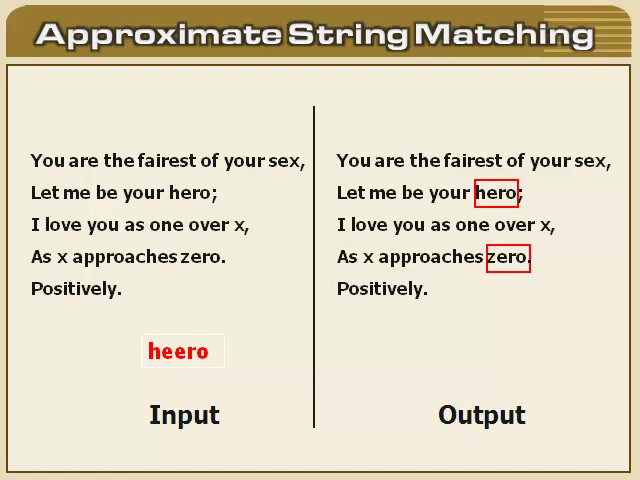 Approximate String Matching
You are the fairest of your sex,
Let me be your hero;
I love you as one over x,
As x approaches zero.
Positively.
heero
Input
You are the fairest of your sex,
Let me be your hero;
I love you as one over x,
As x approaches zero.
Positively.
Output